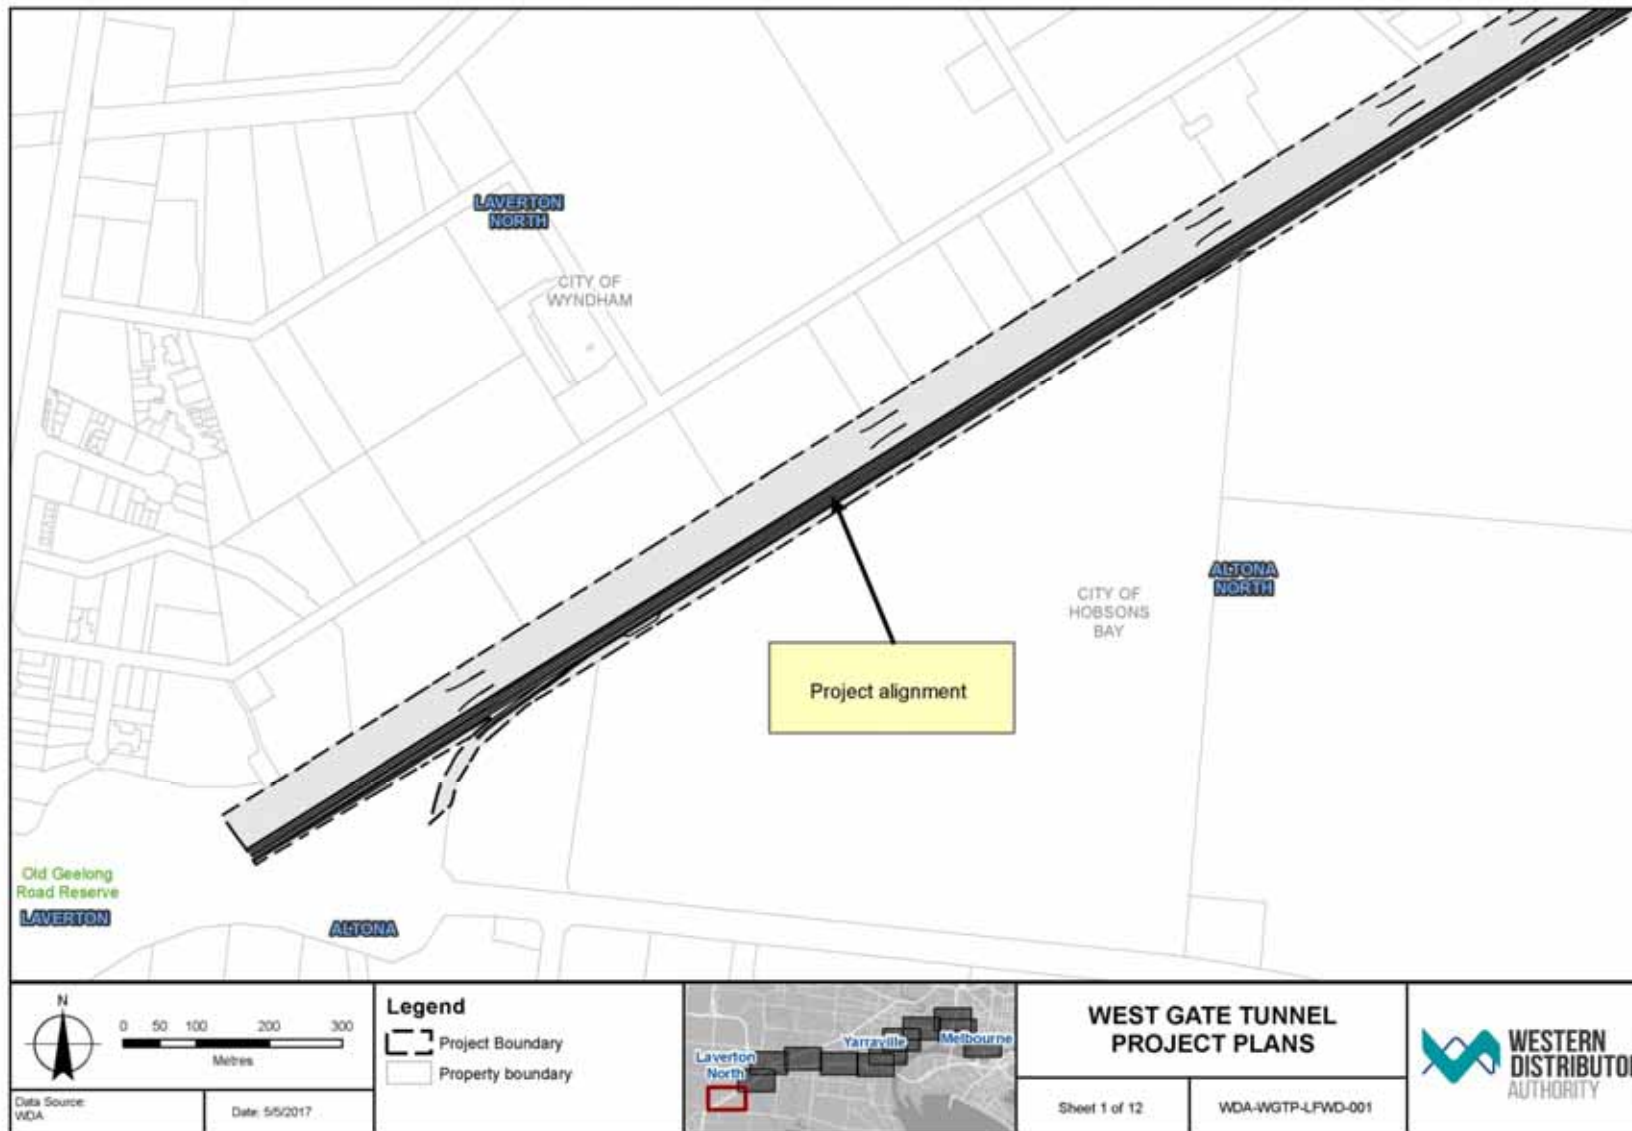 LAVERTON
NORTH
CITY OF
WYNDHAM
ALTONA
NORTH
CITY OF
HOBSONS
BAY
Project alignment
Old Geelong
Road Reserve
LAVERTON
ALTONA
N
0 50 100 200 300
Metres
Data Source:
WDA
Date: 5/5/2017
Legend
Project Boundary
Property boundary
Laverton
North
Yarraville
Melbourne
WEST GATE TUNNEL
PROJECT PLANS
Sheet 1 of 12
WDA-WGTP-LFWD-001
WESTERN
DISTRIBUTO
AUTHORITY